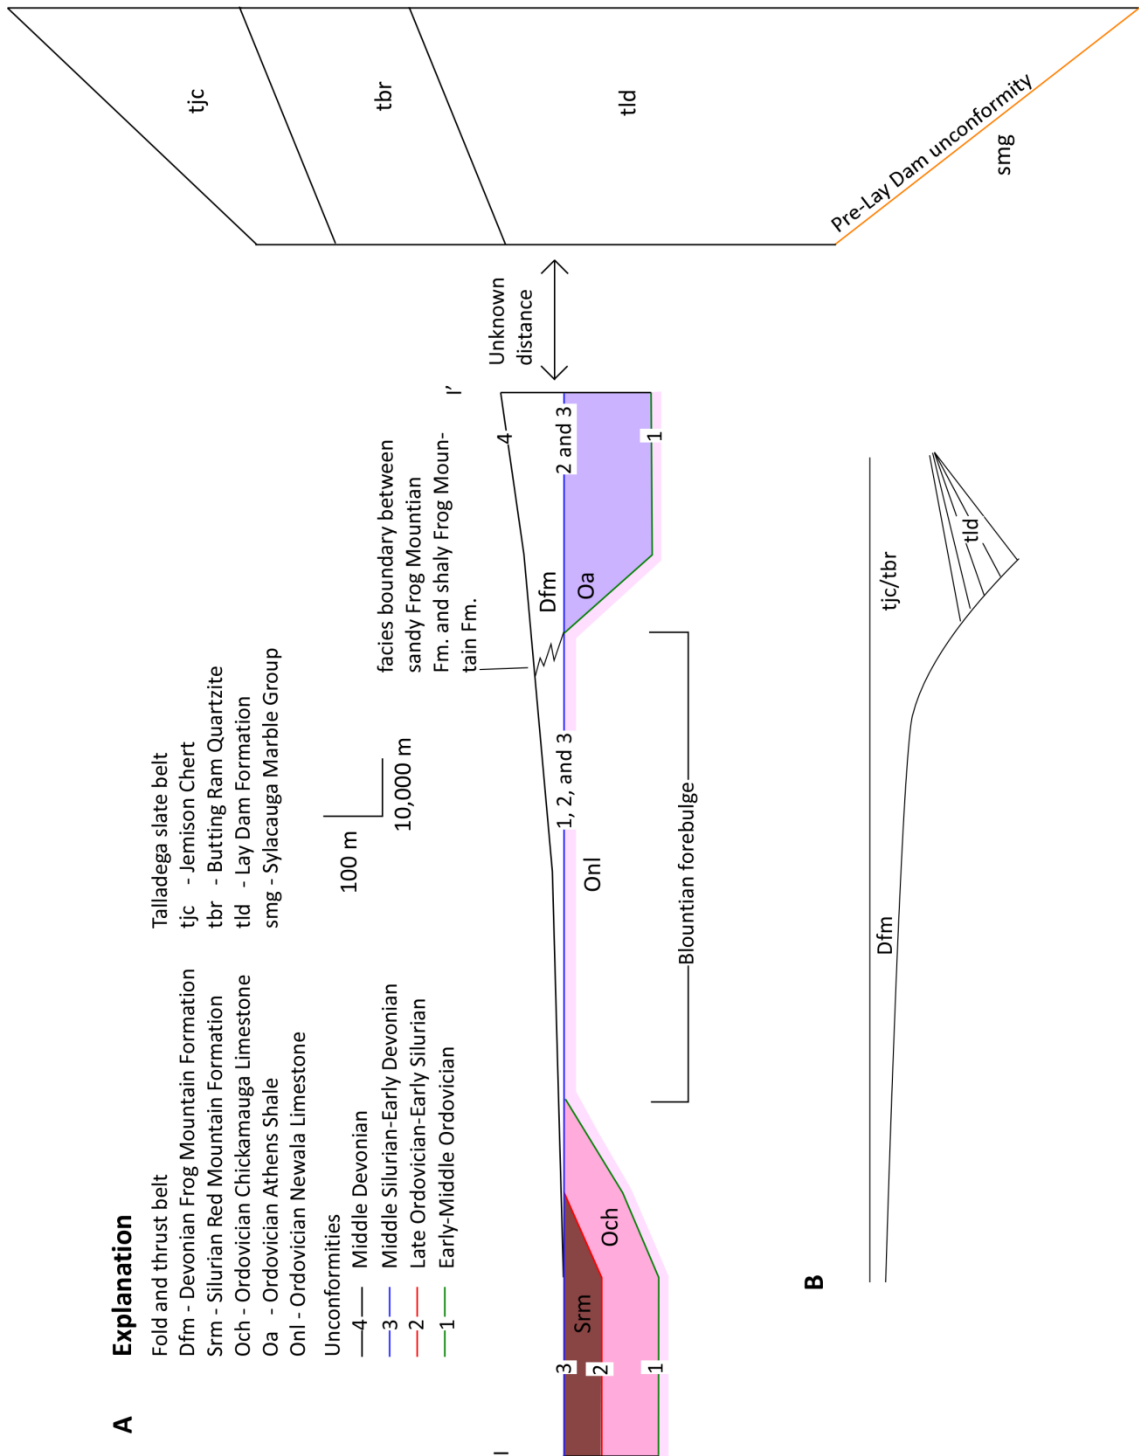 A
Explanation
Fold and thrust belt
Dfm - Devonian Frog Mountain Formation
Srm - Silurian Red Mountain Formation
Och - Ordovician Chickamauga Limestone
Oa - Ordovician Athens Shale
Onl - Ordovician Newala Limestone
Unconformities
4 Middle Devonian
3 Middle Silurian-Early Devonian
2 Late Ordovician-Early Silurian
1 Early-Middle Ordovician
Talladega slate belt
tjc - Jemison Chert
tbr - Butting Ram Quartzite
tld - Lay Dam Formation
smg - Sylacauga Marble Group
100 m
10,000 m
facies boundary between
sandy Frog Mountian
Fm. and shaly Frog Moun-
tain Fm.
I
I'
Unknown
distance
3
Srm
2
Och
1
1, 2, and 3
Onl
Dfm
Oa
4
2 and 3
1
Blountian forebulge
tjc
tbr
tld
Pre-Lay Dam unconformity
smg
B
Dfm
tjc/tbr
tld